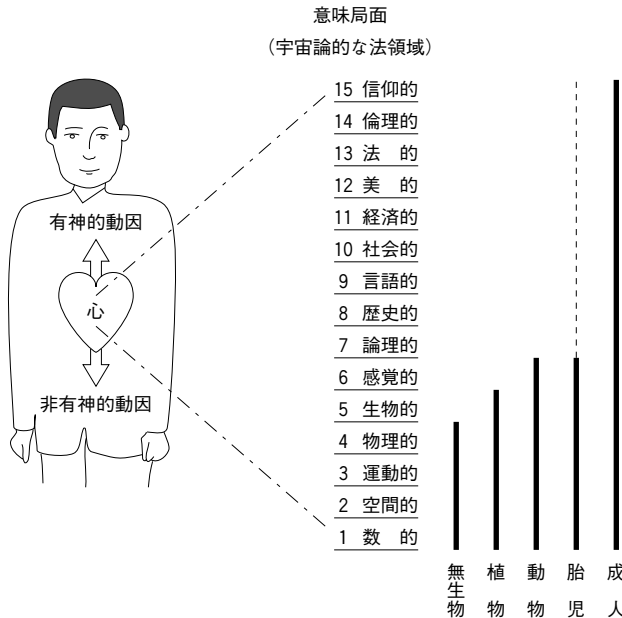 意味局面
(宇宙論的な法領域)
有神的動因
心
非有神的動因
15 信仰的
14 倫理的
13 法 的
12 美 的
11 経済的
10 社会的
9 言語的
8 歴史的
7 論理的
6 感覚的
5 生物的
4 物理的
3 運動的
2 空間的
1 数 的
無生物
植物
動物
胎児
成人